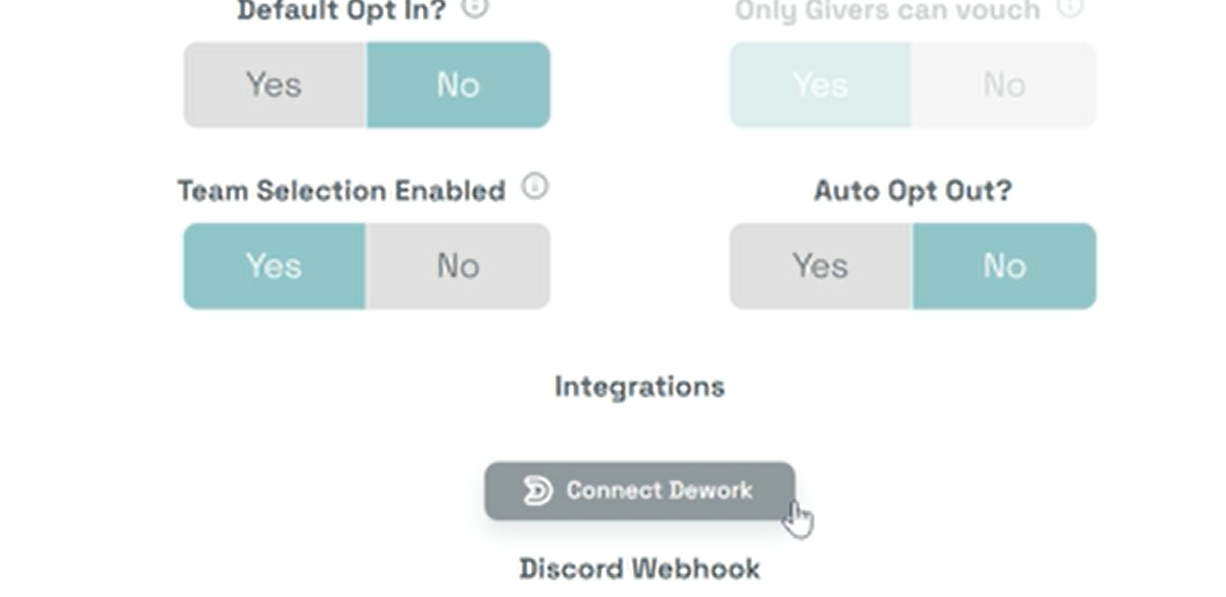 Default Opt In? Only Givers can vouch
Yes No Yes No
Team Selection Enabled Auto Opt Out?
Yes No Yes No
Integrations
Connect Dework
Discord Webhook